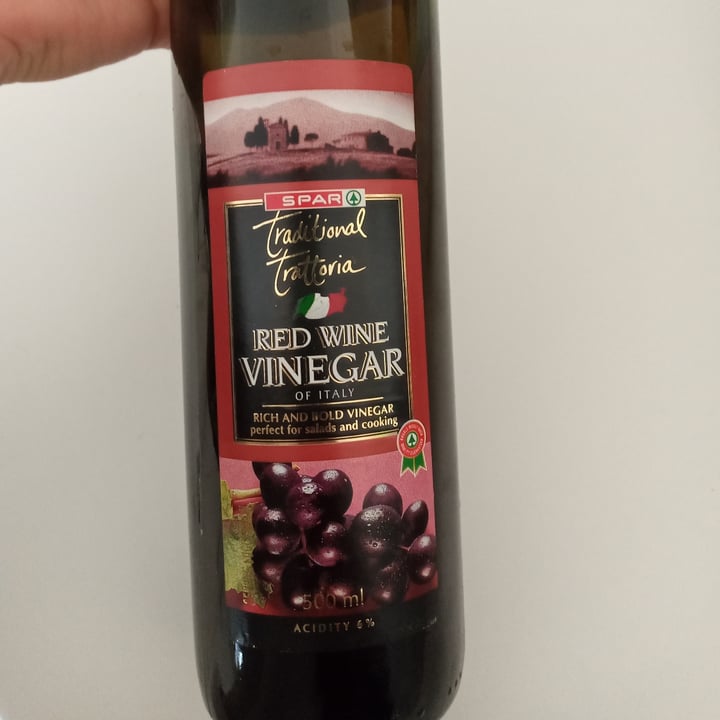 SPAR
Traditional
Trattoria
RED WINE
VINEGAR
OF ITALY
RICH AND BOLD VINEGAR
perfect for salads and cooking
500 ml
ACIDITY 6%